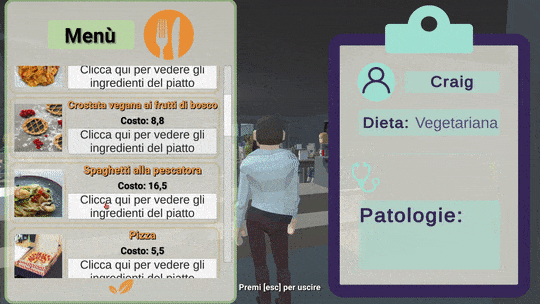 Menù
Clicca qui per vedere gli
ingredienti del piatto
Crostata vegana ai frutti di bosco
Costo: 8,8
Clicca qui per vedere gli
ingredienti del piatto
Spaghetti alla pescatora
Costo: 16,5
Clicca qui per vedere gli
ingredienti del piatto
Pizza
Costo: 5,5
Clicca qui per vedere gli
ingredienti del piatto
Premi [esc] per uscire
Craig
Dieta: Vegetariana
Patologie: